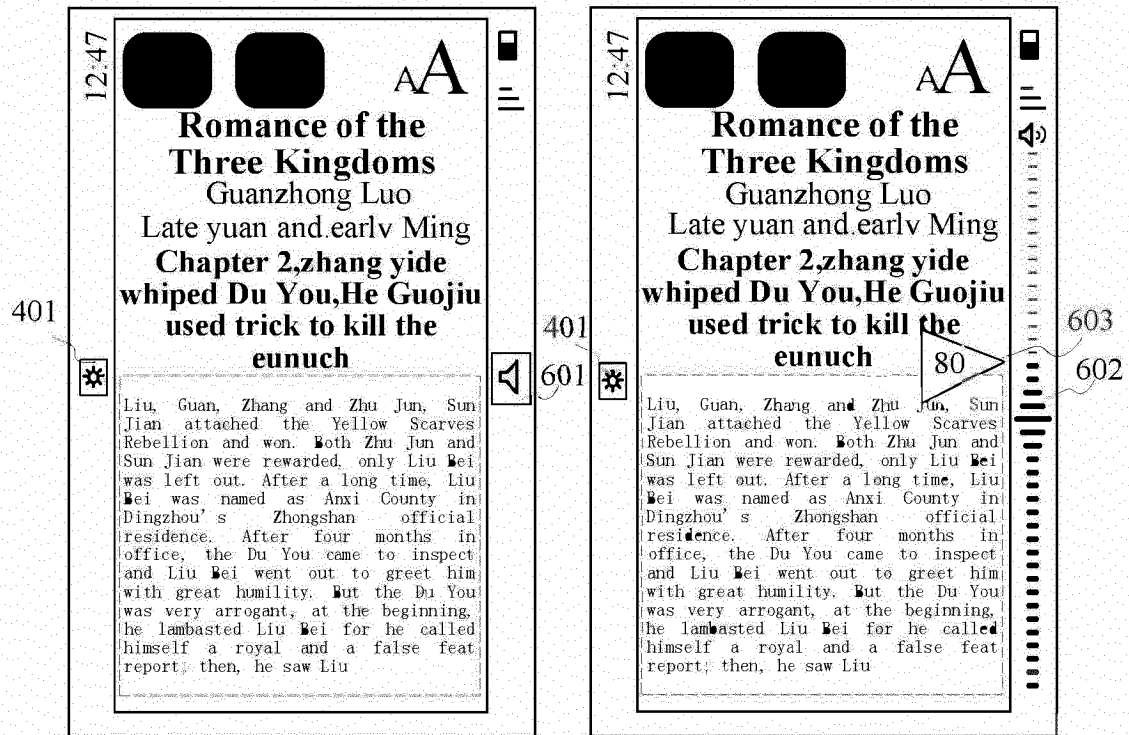 12:47
AA
Romance of the
Three Kingdoms
Guanzhong Luo
Late yuan and.earlv Ming
Chapter 2,zhang yide
whiped Du You,He Guojiu
used trick to kill the
eunuch
401
601
Liu, Guan, Zhang and Zhu Jun, Sun
Jian attached the Yellow Scarves
Rebellion and won. Both Zhu Jun and
Sun Jian were rewarded, only Liu Bei
was left out. After a long time, Liu
Bei was named as Anxi County in
Dingzhou's Zhongshan official
residence. After four months in
office, the Du You came to inspect
and Liu Bei went out to greet him
with great humility. But the Du You
was very arrogant, at the beginning,
he lambasted Liu Bei for he called
himself a royal and a false feat
report; then, he saw Liu
12:47
AA
Romance of the
Three Kingdoms
Guanzhong Luo
Late yuan and.earlv Ming
Chapter 2,zhang yide
whiped Du You,He Guojiu
used trick to kill the
eunuch
401
80
603
602
Liu, Guan, Zhang and Zhu Jun, Sun
Jian attached the Yellow Scarves
Rebellion and won. Both Zhu Jun and
Sun Jian were rewarded, only Liu Bei
was left out. After a long time, Liu
Bei was named as Anxi County in
Dingzhou's Zhongshan official
residence. After four months in
office, the Du You came to inspect
and Liu Bei went out to greet him
with great humility. But the Du You
was very arrogant, at the beginning,
he lambasted Liu Bei for he called
himself a royal and a false feat
report; then, he saw Liu